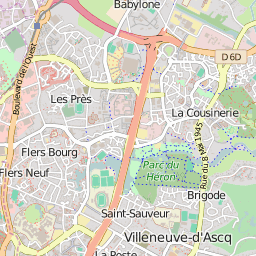 Babylone
D 6D
Boulevard de l'Ouest
Les Prés
La Cousinerie
Rue du 8 Mai 1945
Flers Bourg
Parc du
Héron
Flers Neuf
Brigode
Saint-Sauveur
Villeneuve-d'Ascq
La Poste